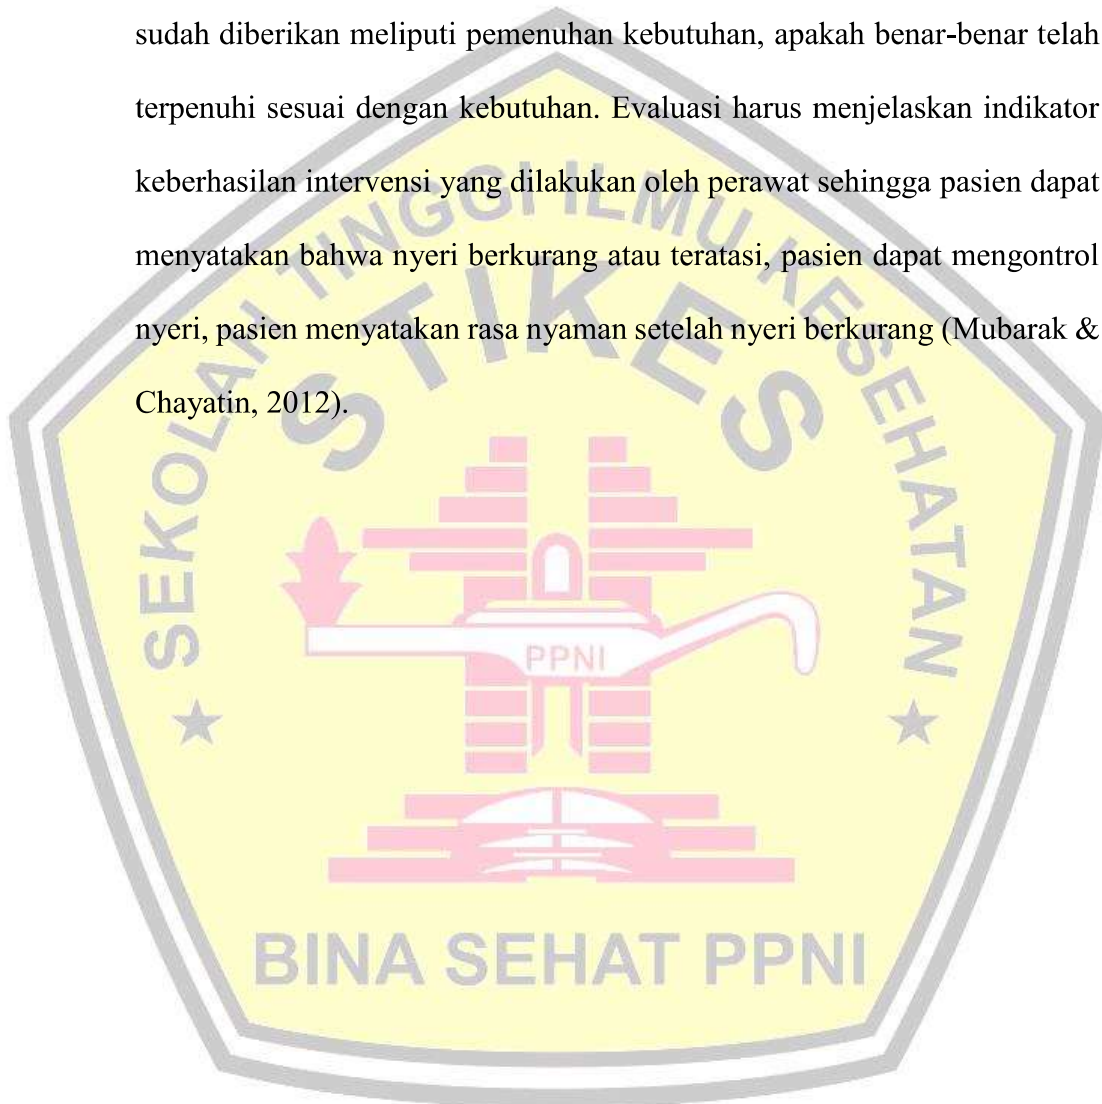 sudah diberikan meliputi pemenuhan kebutuhan, apakah benar-benar telah
terpenuhi sesuai dengan kebutuhan. Evaluasi harus menjelaskan indikator
keberhasilan intervensi yang dilakukan oleh perawat sehingga pasien dapat
menyatakan bahwa nyeri berkurang atau teratasi, pasien dapat mengontrol
nyeri, pasien menyatakan rasa nyaman setelah nyeri berkurang (Mubarak &
Chayatin, 2012).
SEKOLAH TINGGI ILMU KESEHATAN
STIKES
PPNI
BINA SEHAT PPNI